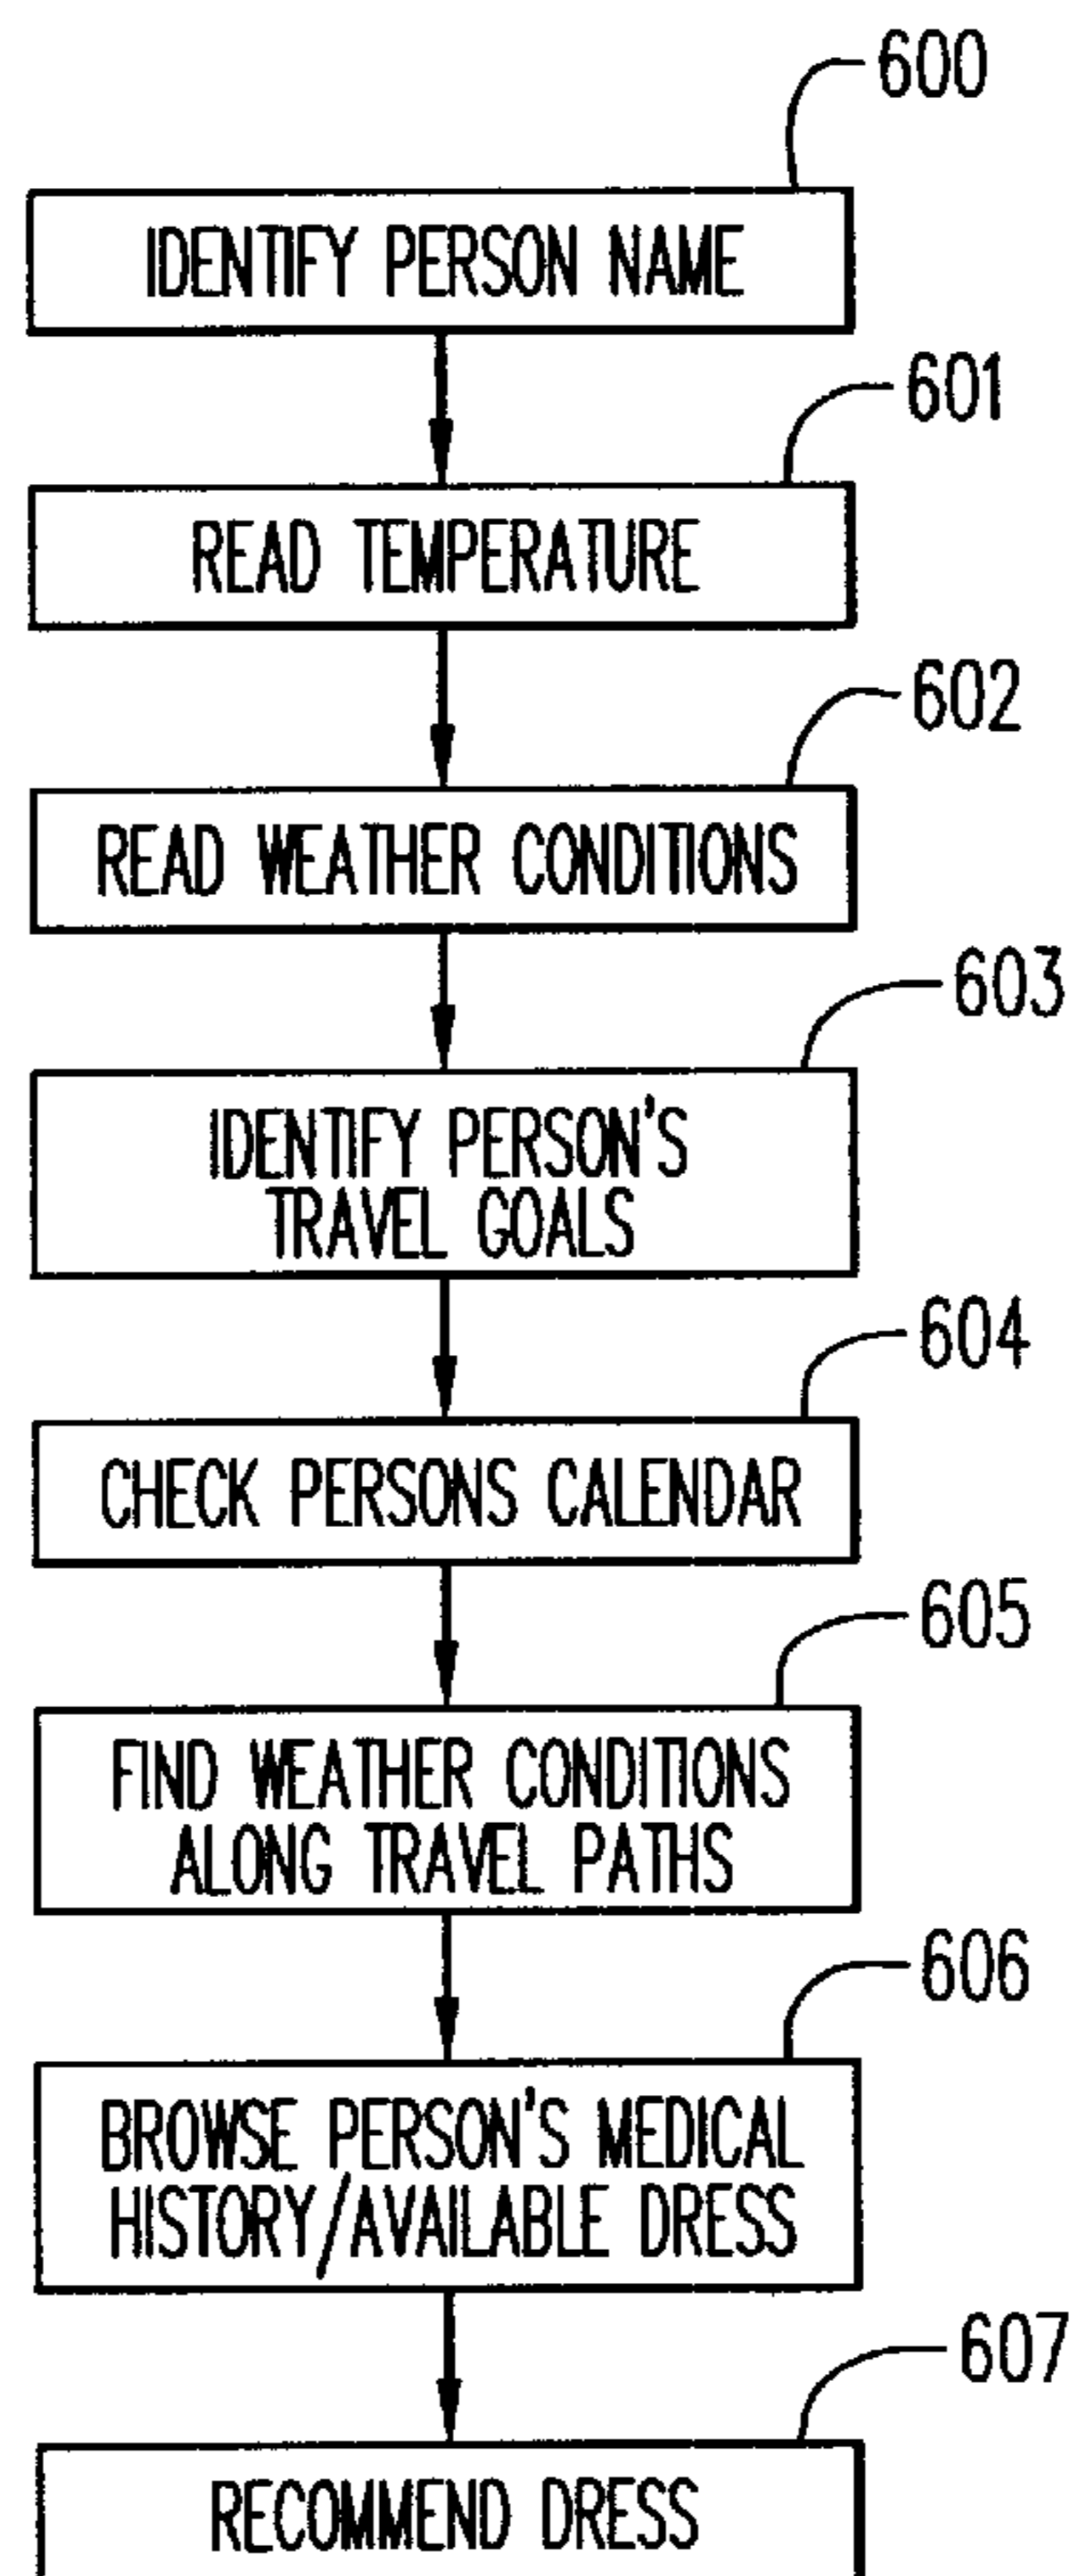 600
IDENTIFY PERSON NAME
601
READ TEMPERATURE
602
READ WEATHER CONDITIONS
603
IDENTIFY PERSON'S
TRAVEL GOALS
604
CHECK PERSONS CALENDAR
605
FIND WEATHER CONDITIONS
ALONG TRAVEL PATHS
606
BROWSE PERSON'S MEDICAL
HISTORY/AVAILABLE DRESS
607
RECOMMEND DRESS